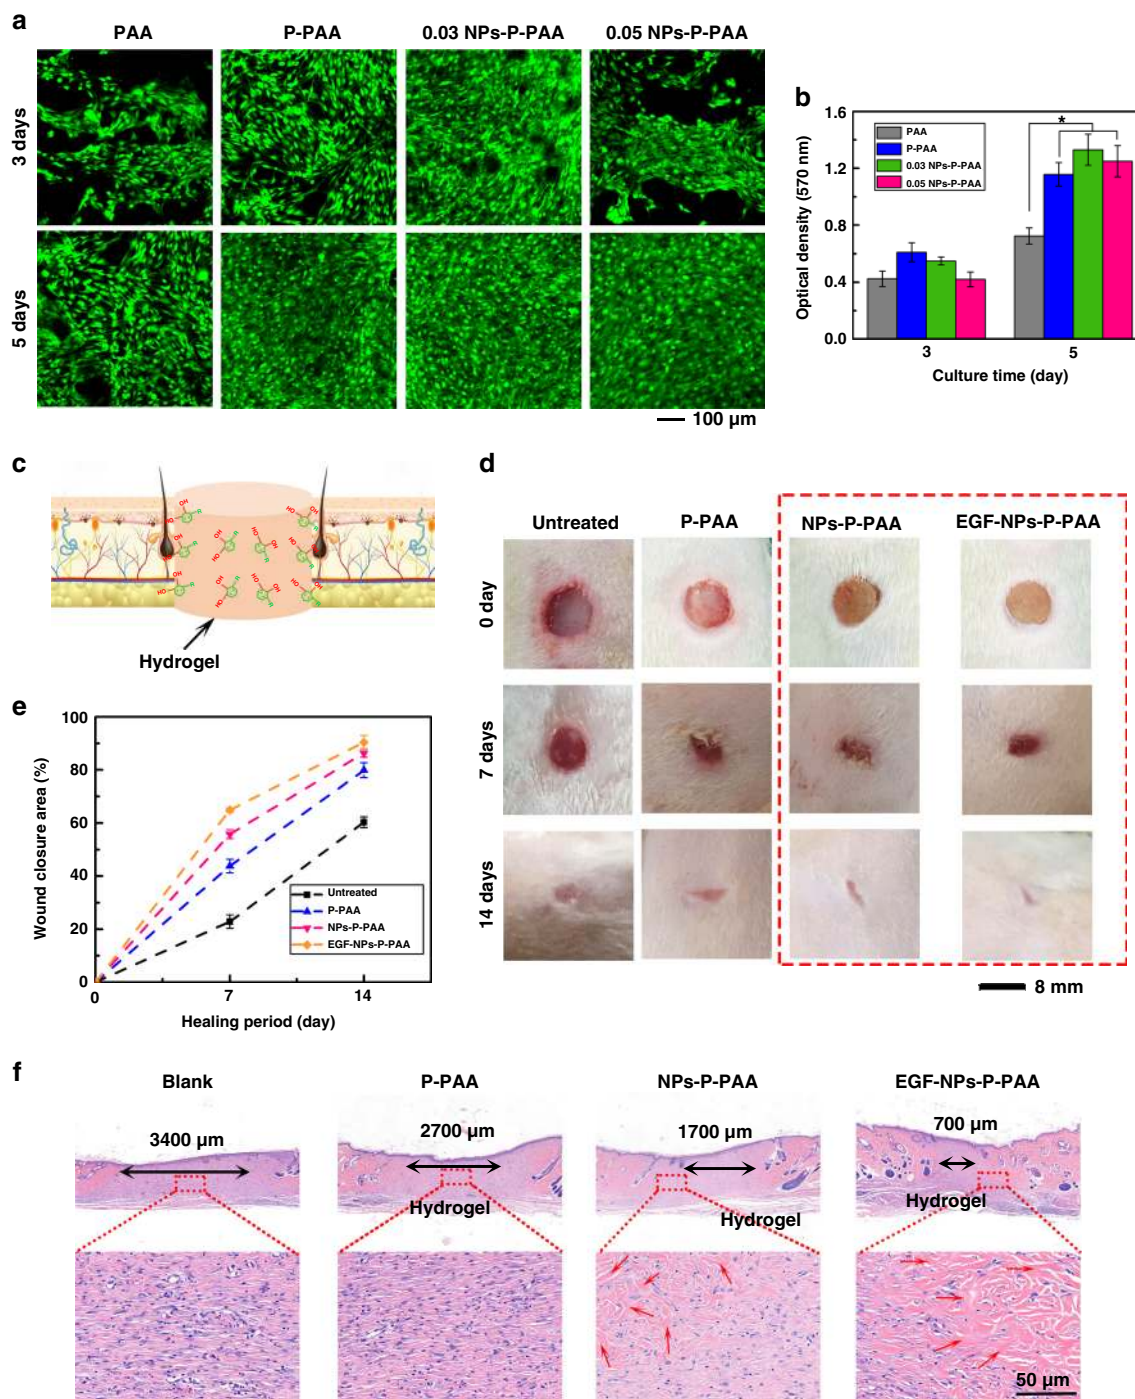 a
PAA
P-PAA
0.03 NPs-P-PAA
0.05 NPs-P-PAA
3 days
5 days
100 µm
b
1.6
1.2
0.8
0.4
0.0
Optical density (570 nm)
PAA
P-PAA
0.03 NPs-P-PAA
0.05 NPs-P-PAA
*
3
5
Culture time (day)
c
Hydrogel
d
Untreated
P-PAA
NPs-P-PAA
EGF-NPs-P-PAA
0 day
7 days
14 days
8 mm
e
100
80
60
40
20
0
Wound closure area (%)
Untreated
P-PAA
NPs-P-PAA
EGF-NPs-P-PAA
0
7
14
Healing period (day)
f
Blank
P-PAA
NPs-P-PAA
EGF-NPs-P-PAA
3400 µm
2700 µm
1700 µm
700 µm
Hydrogel
Hydrogel
Hydrogel
50 µm